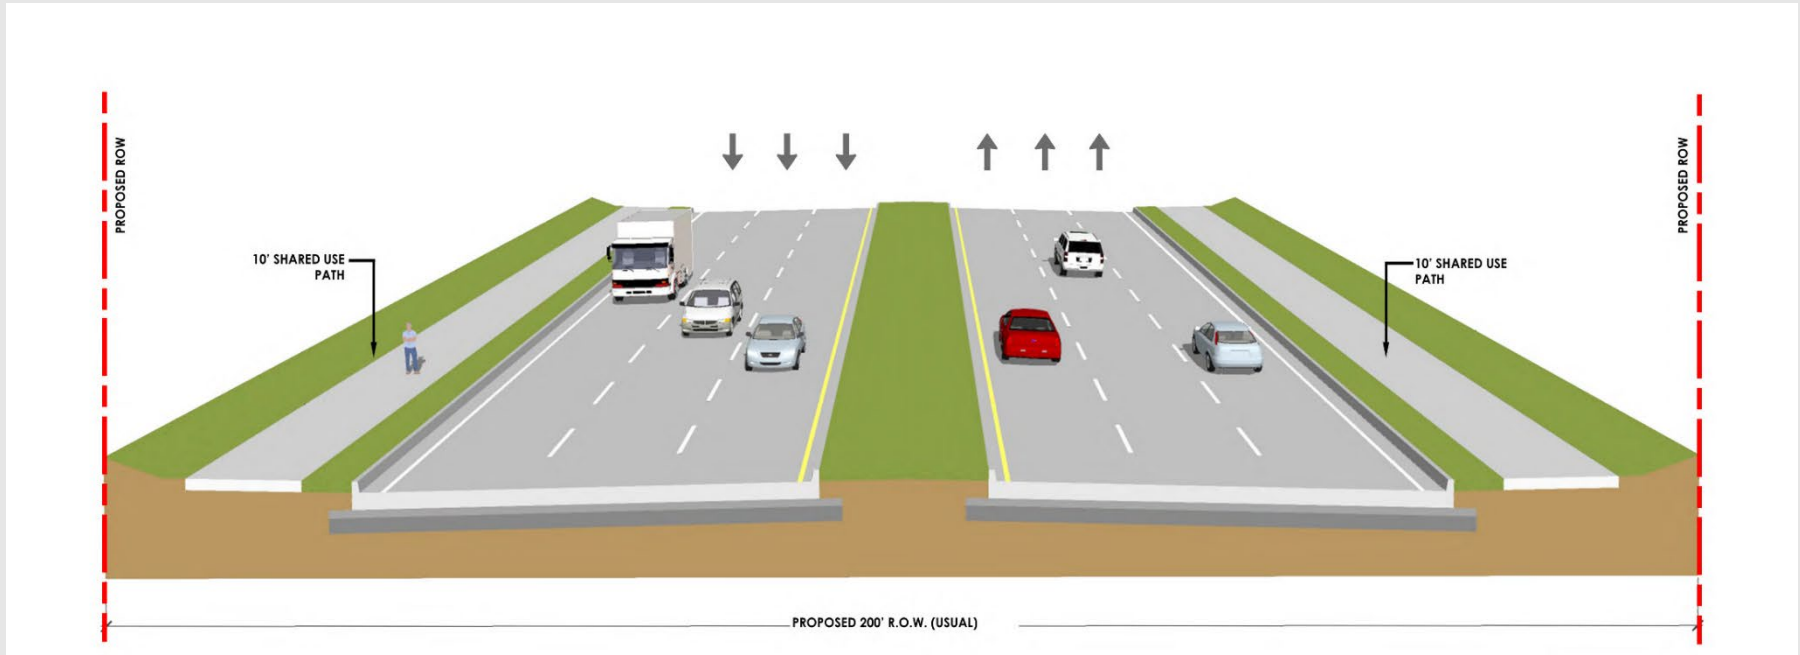 PROPOSED ROW
10' SHARED USE
PATH
10' SHARED USE
PATH
PROPOSED ROW
PROPOSED 200' R.O.W. (USUAL)